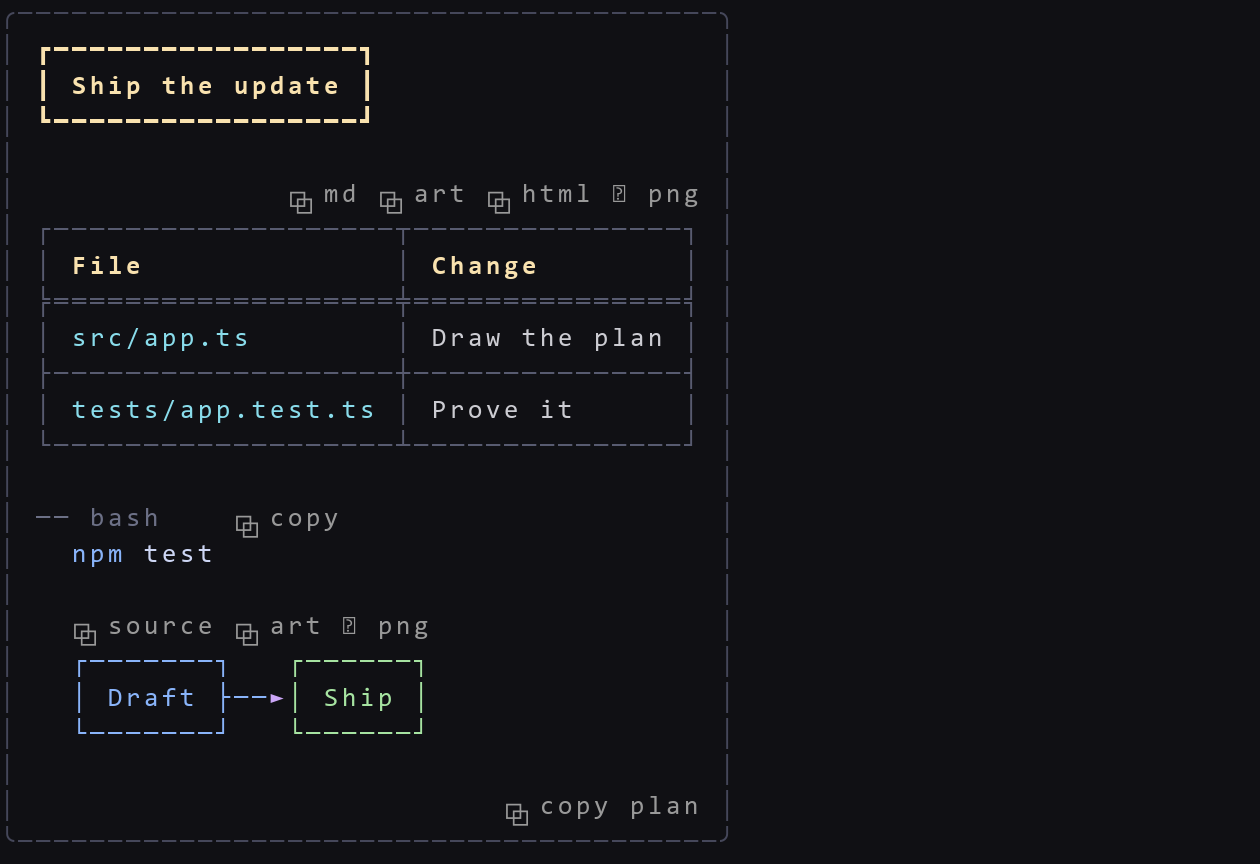 Ship the update
md art html png
File Change
src/app.ts Draw the plan
tests/app.test.ts Prove it
bash copy
npm test
source art png
Draft Ship
copy plan